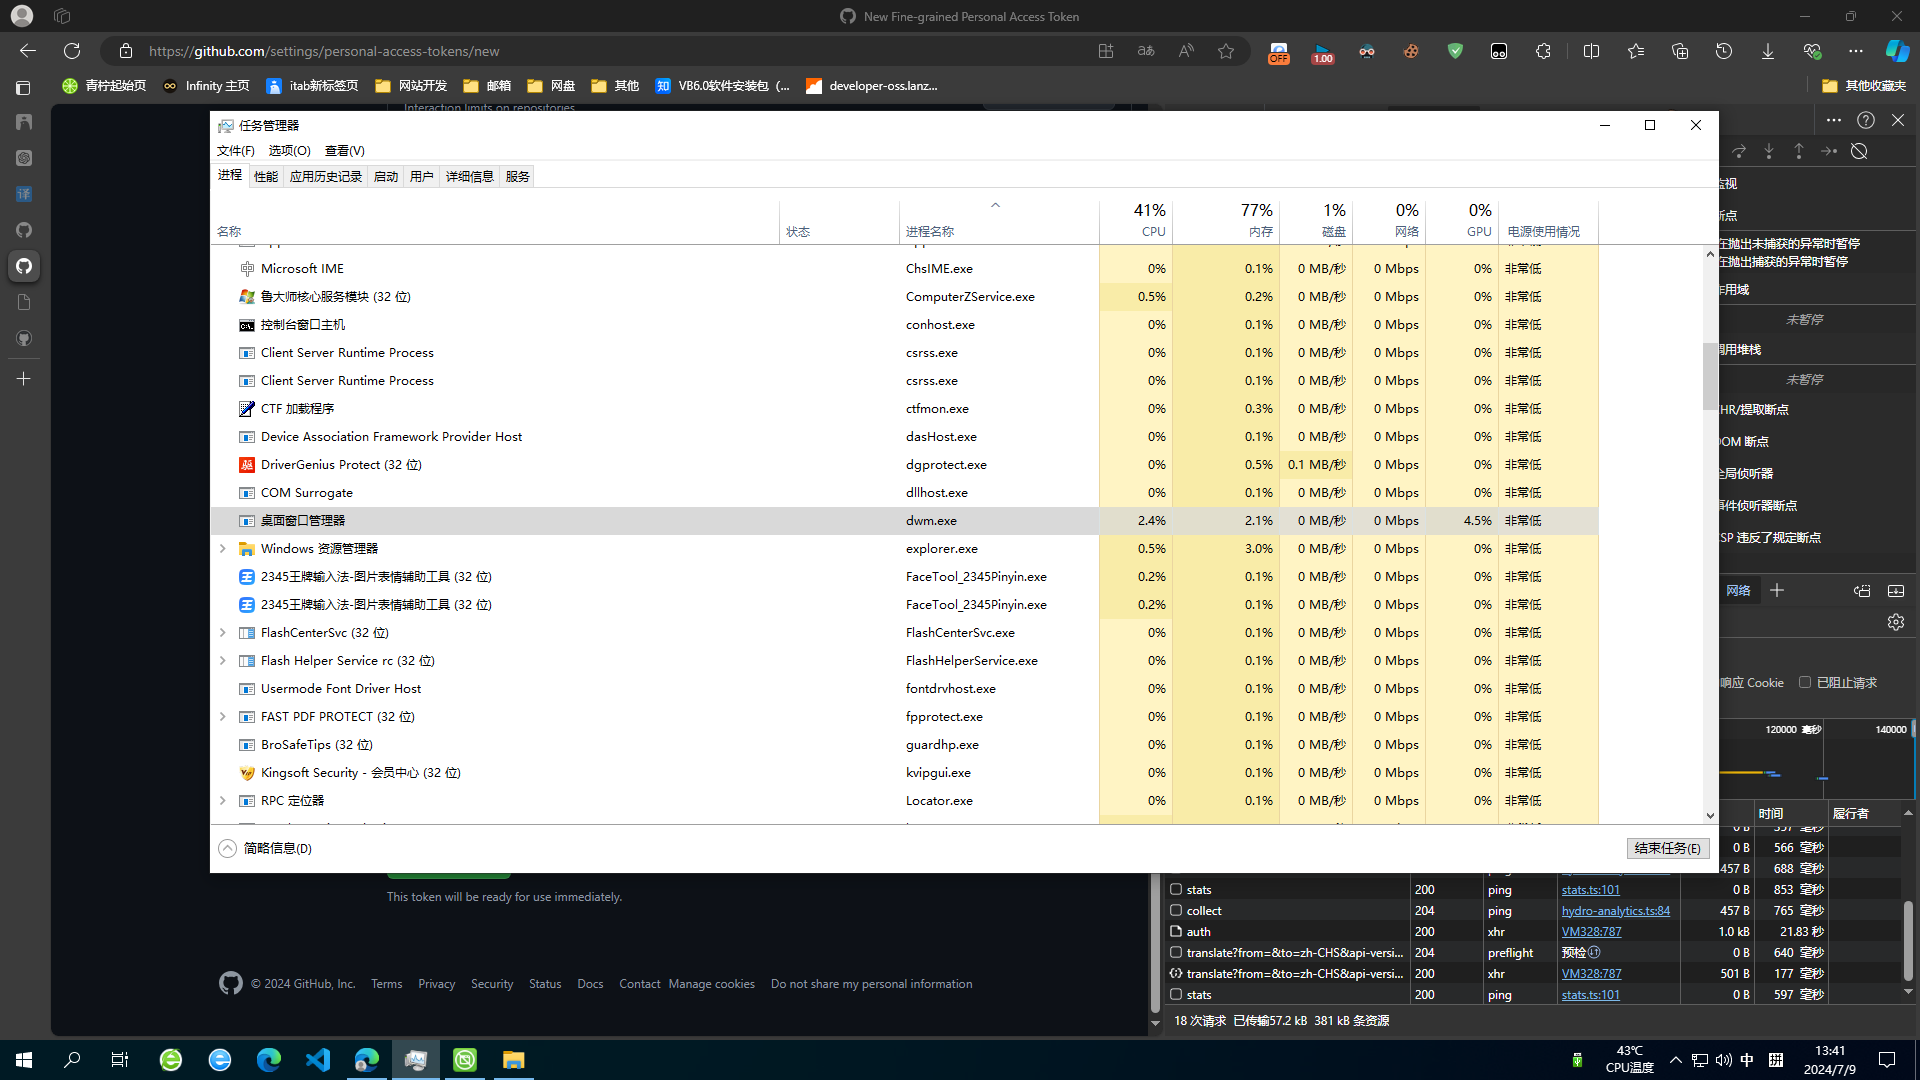 New Fine-grained Personal Access Token
https://github.com/settings/personal-access-tokens/new
OFF
1.00
青柠起始页
Infinity 主页
itab新标签页
网站开发
邮箱
网盘
其他
VB6.0软件安装包（...
developer-oss.lanz...
其他收藏夹
Interaction limits on repositories
任务管理器
文件(F) 选项(O) 查看(V)
进程 性能 应用历史记录 启动 用户 详细信息 服务
41% 77% 1% 0% 0%
名称 状态 进程名称 CPU 内存 磁盘 网络 GPU 电源使用情况
Microsoft IME ChsIME.exe 0% 0.1% 0 MB/秒 0 Mbps 0% 非常低
鲁大师核心服务模块 (32 位) ComputerZService.exe 0.5% 0.2% 0 MB/秒 0 Mbps 0% 非常低
控制台窗口主机 conhost.exe 0% 0.1% 0 MB/秒 0 Mbps 0% 非常低
Client Server Runtime Process csrss.exe 0% 0.1% 0 MB/秒 0 Mbps 0% 非常低
Client Server Runtime Process csrss.exe 0% 0.1% 0 MB/秒 0 Mbps 0% 非常低
CTF 加载程序 ctfmon.exe 0% 0.3% 0 MB/秒 0 Mbps 0% 非常低
Device Association Framework Provider Host dasHost.exe 0% 0.1% 0 MB/秒 0 Mbps 0% 非常低
DriverGenius Protect (32 位) dgprotect.exe 0% 0.5% 0.1 MB/秒 0 Mbps 0% 非常低
COM Surrogate dllhost.exe 0% 0.1% 0 MB/秒 0 Mbps 0% 非常低
桌面窗口管理器 dwm.exe 2.4% 2.1% 0 MB/秒 0 Mbps 4.5% 非常低
Windows 资源管理器 explorer.exe 0.5% 3.0% 0 MB/秒 0 Mbps 0% 非常低
2345王牌输入法-图片表情辅助工具 (32 位) FaceTool_2345Pinyin.exe 0.2% 0.1% 0 MB/秒 0 Mbps 0% 非常低
2345王牌输入法-图片表情辅助工具 (32 位) FaceTool_2345Pinyin.exe 0.2% 0.1% 0 MB/秒 0 Mbps 0% 非常低
FlashCenterSvc (32 位) FlashCenterSvc.exe 0% 0.1% 0 MB/秒 0 Mbps 0% 非常低
Flash Helper Service rc (32 位) FlashHelperService.exe 0% 0.1% 0 MB/秒 0 Mbps 0% 非常低
Usermode Font Driver Host fontdrvhost.exe 0% 0.1% 0 MB/秒 0 Mbps 0% 非常低
FAST PDF PROTECT (32 位) fpprotect.exe 0% 0.1% 0 MB/秒 0 Mbps 0% 非常低
BroSafeTips (32 位) guardhp.exe 0% 0.1% 0 MB/秒 0 Mbps 0% 非常低
Kingsoft Security - 会员中心 (32 位) kvipgui.exe 0% 0.1% 0 MB/秒 0 Mbps 0% 非常低
RPC 定位器 Locator.exe 0% 0.1% 0 MB/秒 0 Mbps 0% 非常低
简略信息(D)
结束任务(E)
监视
断点
在抛出未捕获的异常时暂停
在抛出捕获的异常时暂停
作用域
未暂停
调用堆栈
未暂停
HR/提取断点
DOM 断点
全局侦听器
事件侦听器断点
SP 违反了规定断点
网络
响应 Cookie 已阻止请求
120000 毫秒 140000
时间 履行者
0 B 357 毫秒
0 B 566 毫秒
457 B 688 毫秒
stats 200 ping stats.ts:101 0 B 853 毫秒
collect 204 ping hydro-analytics.ts:84 457 B 765 毫秒
auth 200 xhr VM328:787 1.0 kB 21.83 秒
translate?from=&to=zh-CHS&api-versi... 204 preflight 预检 0 B 640 毫秒
translate?from=&to=zh-CHS&api-versi... 200 xhr VM328:787 501 B 177 毫秒
stats 200 ping stats.ts:101 0 B 597 毫秒
18 次请求 已传输57.2 kB 381 kB 条资源
This token will be ready for use immediately.
© 2024 GitHub, Inc. Terms Privacy Security Status Docs Contact Manage cookies Do not share my personal information
43℃
CPU温度
中
拼
13:41
2024/7/9